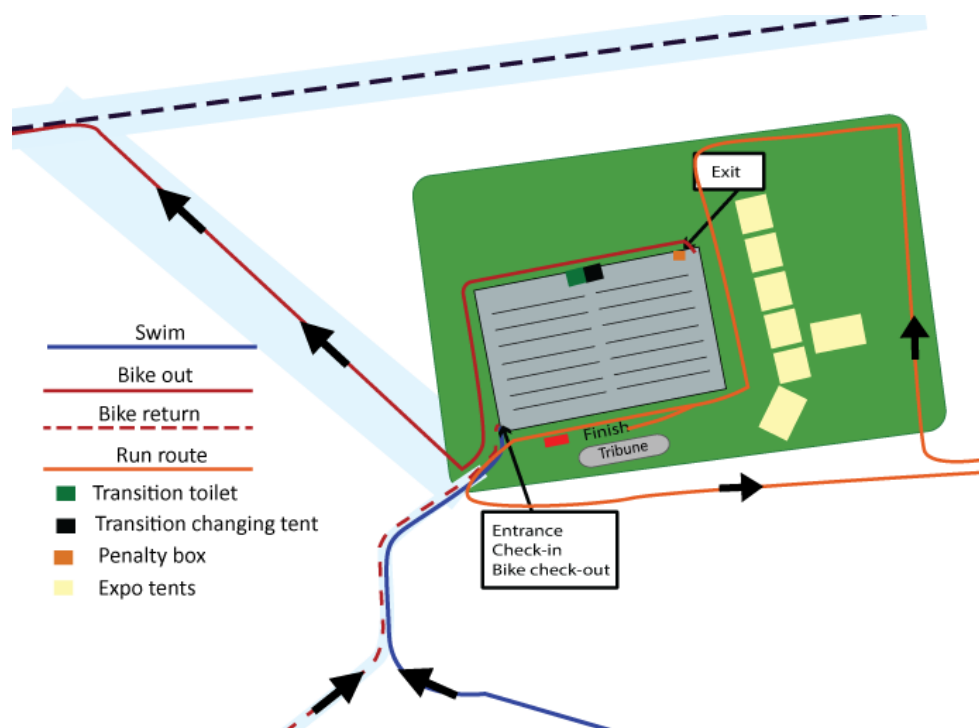 Exit
Swim
Bike out
Bike return
Run route
Transition toilet
Transition changing tent
Penalty box
Expo tents
Finish
Tribune
Entrance
Check-in
Bike check-out